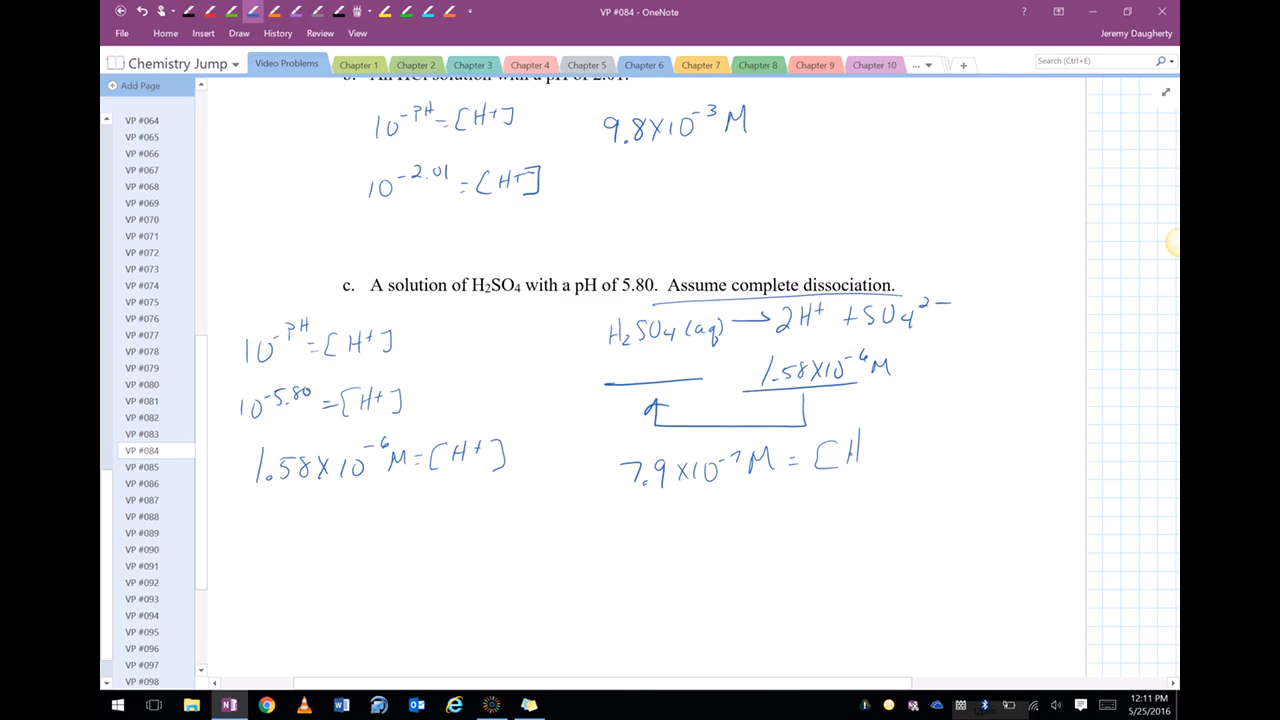 VP #084 - OneNote
File Home Insert Draw History Review View
Jeremy Daugherty
Chemistry Jump Video Problems Chapter 1 Chapter 2 Chapter 3 Chapter 4 Chapter 5 Chapter 6 Chapter 7 Chapter 8 Chapter 9 Chapter 10 ...
Search (Ctrl+E)
Add Page
VP #064
VP #065
VP #066
VP #067
VP #068
VP #069
VP #070
VP #071
VP #072
VP #073
VP #074
VP #075
VP #076
VP #077
VP #078
VP #079
VP #080
VP #081
VP #082
VP #083
VP #084
VP #085
VP #086
VP #087
VP #088
VP #089
VP #090
VP #091
VP #092
VP #093
VP #094
VP #095
VP #096
VP #097
VP #098
solution with a pH of 2.01.
10^-pH = [H+]
9.8x10^-3 M
10^-2.01 = [H+]
c. A solution of H₂SO₄ with a pH of 5.80. Assume complete dissociation.
H₂SO₄(aq) → 2H⁺ + SO₄²⁻
10^-pH = [H+]
1.58x10^-6 M
10^-5.80 = [H+]
1.58x10^-6 M = [H+]
7.9x10^-7 M = [H
12:11 PM
5/25/2016